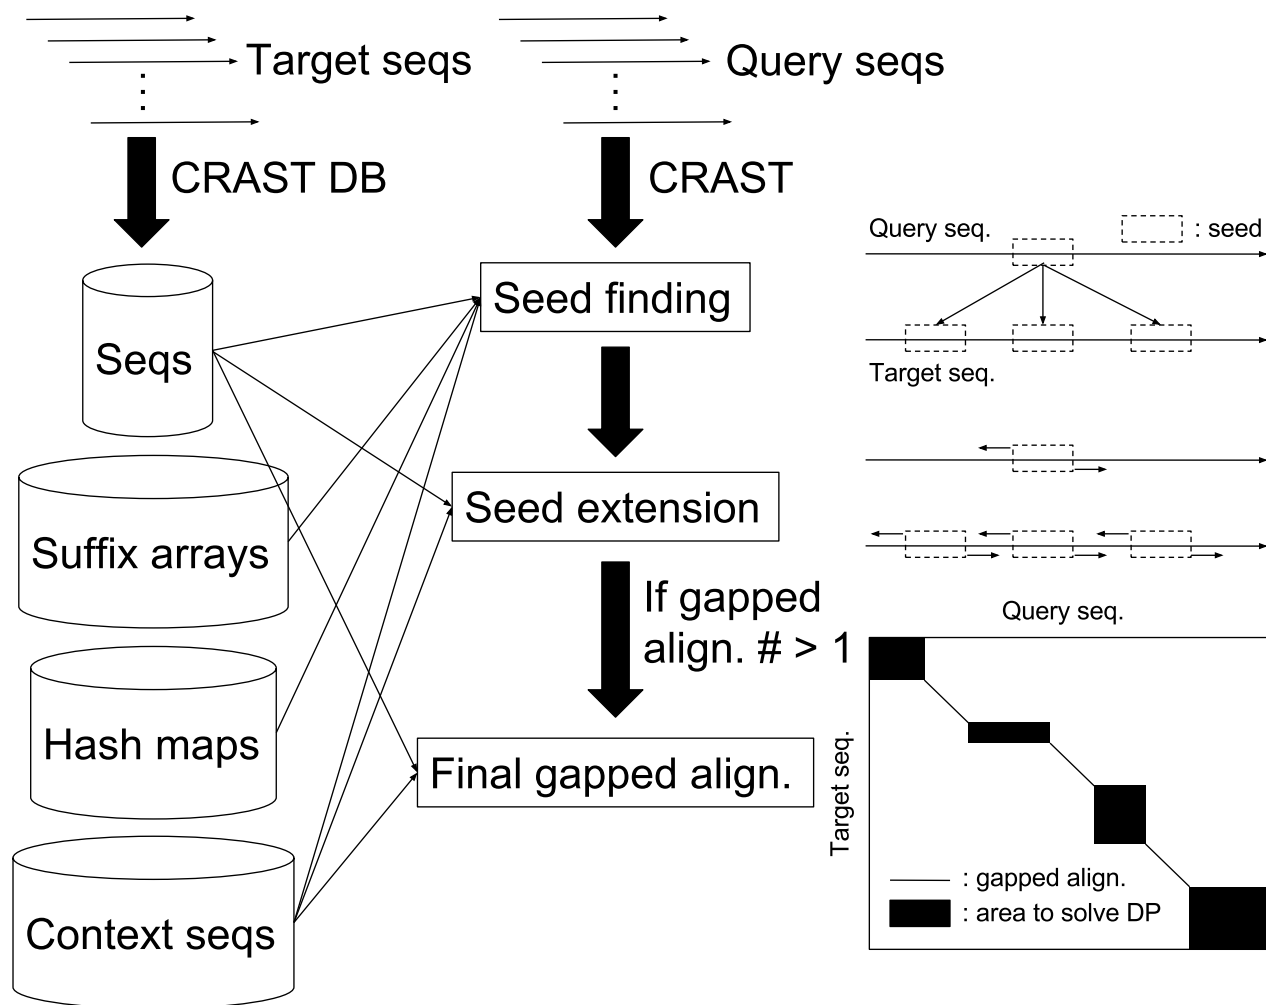 Target seqs
Query seqs
CRAST DB
CRAST
Seqs
Suffix arrays
Hash maps
Context seqs
Seed finding
Seed extension
If gapped
align. # > 1
Final gapped align.
Query seq.
: seed
Target seq.
Query seq.
Target seq.
: gapped align.
: area to solve DP